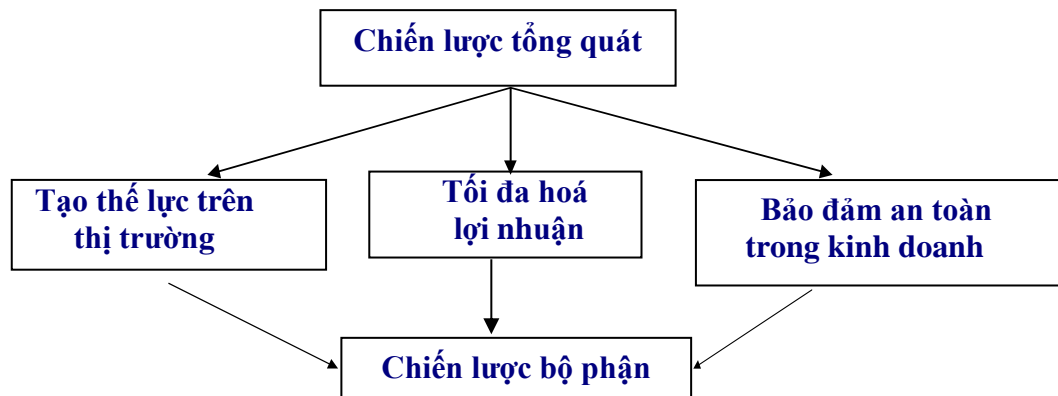 Chiến lược tổng quát
Tạo thế lực trên
thị trường
Tối đa hoá
lợi nhuận
Bảo đảm an toàn
trong kinh doanh
Chiến lược bộ phận